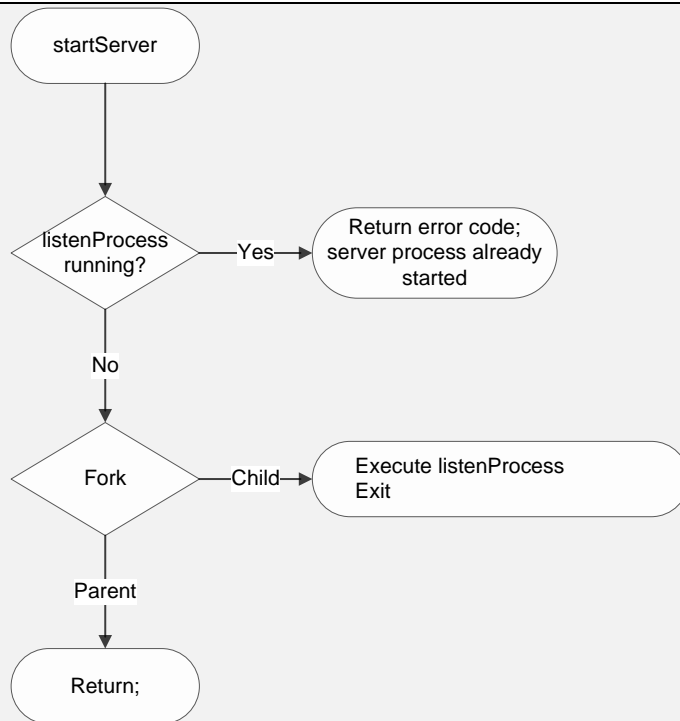 startServer
listenProcess
running?
Yes
Return error code;
server process already
started
No
Fork
Child
Execute listenProcess
Exit
Parent
Return;